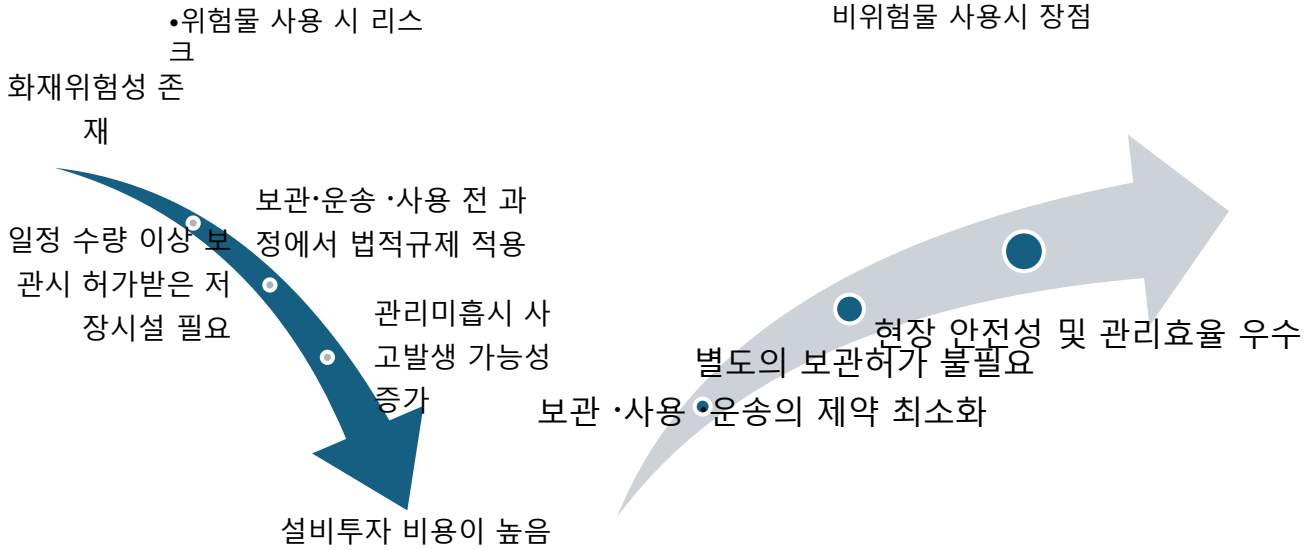 •위험물 사용 시 리스
크
화재위험성 존
재
보관·운송 ·사용 전 과
정에서 법적규제 적용
일정 수량 이상 보
관시 허가받은 저
장시설 필요
관리미흡시 사
고발생 가능성
증가
설비투자 비용이 높음
비위험물 사용시 장점
현장 안전성 및 관리효율 우수
별도의 보관허가 불필요
보관 ·사용 ·운송의 제약 최소화